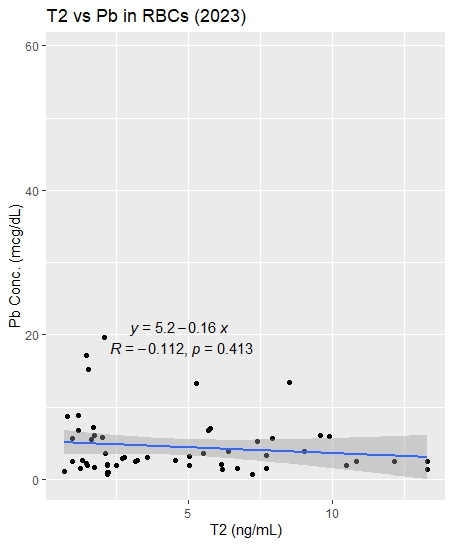 T2 vs Pb in RBCs (2023)
60
40
20
0
Pb Conc. (mcg/dL)
y = 5.2 − 0.16 x
R = −0.112, p = 0.413
5 10
T2 (ng/mL)